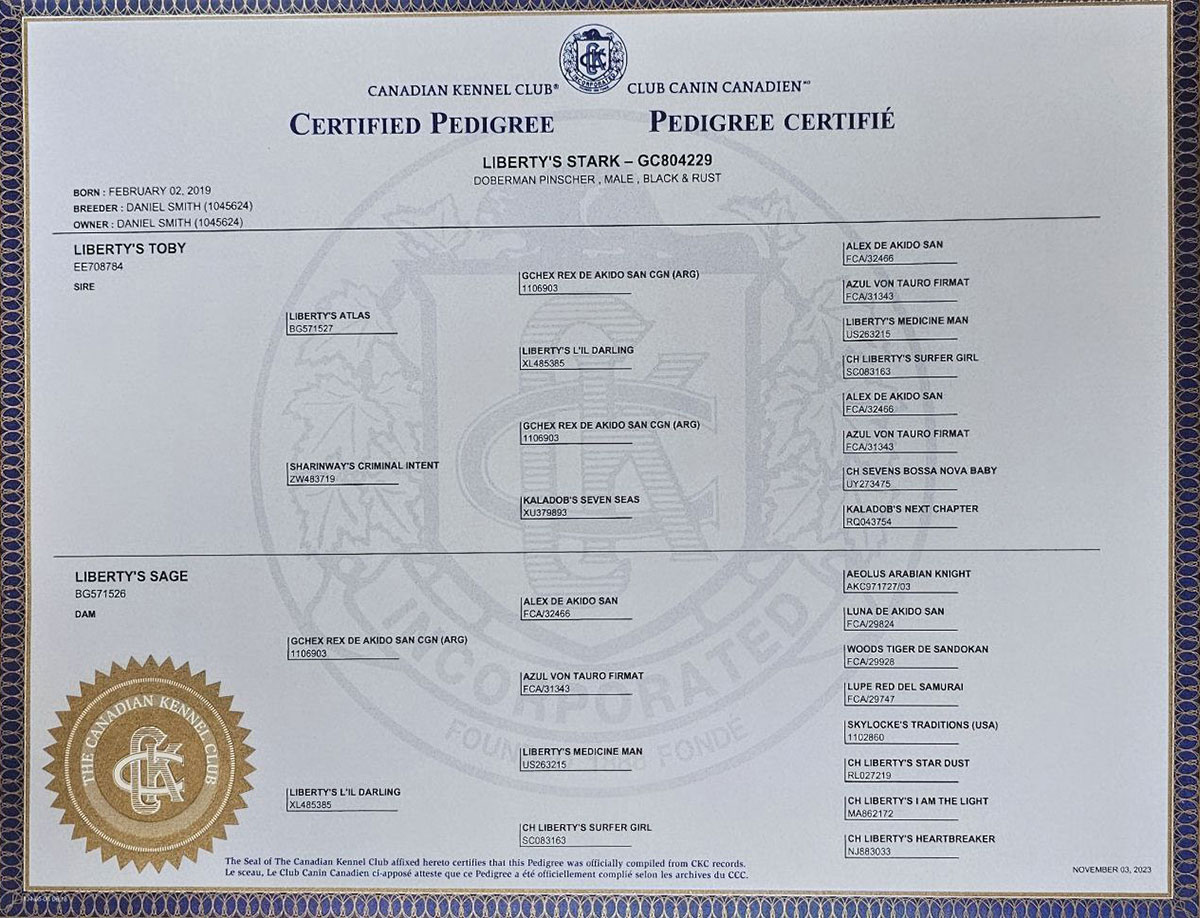 CANADIAN KENNEL CLUB® CLUB CANIN CANADIEN
CERTIFIED PEDIGREE PEDIGREE CERTIFIÉ
LIBERTY'S STARK – GC804229
DOBERMAN PINSCHER , MALE , BLACK & RUST
BORN : FEBRUARY 02, 2019
BREEDER : DANIEL SMITH (1045624)
OWNER : DANIEL SMITH (1045624)
LIBERTY'S TOBY
EE708784
SIRE
LIBERTY'S ATLAS
BG571527
SHARINWAY'S CRIMINAL INTENT
ZW483719
GCHEX REX DE AKIDO SAN CGN (ARG)
1106903
LIBERTY'S L'IL DARLING
XL485385
GCHEX REX DE AKIDO SAN CGN (ARG)
1106903
KALADOB'S SEVEN SEAS
XU379893
ALEX DE AKIDO SAN
FCA/32466
AZUL VON TAURO FIRMAT
FCA/31343
LIBERTY'S MEDICINE MAN
US263215
CH LIBERTY'S SURFER GIRL
SC083163
ALEX DE AKIDO SAN
FCA/32466
AZUL VON TAURO FIRMAT
FCA/31343
CH SEVENS BOSSA NOVA BABY
UY273475
KALADOB'S NEXT CHAPTER
RQ043754
LIBERTY'S SAGE
BG571526
DAM
GCHEX REX DE AKIDO SAN CGN (ARG)
1106903
LIBERTY'S L'IL DARLING
XL485385
ALEX DE AKIDO SAN
FCA/32466
AZUL VON TAURO FIRMAT
FCA/31343
LIBERTY'S MEDICINE MAN
US263215
CH LIBERTY'S SURFER GIRL
SC083163
AEOLUS ARABIAN KNIGHT
AKC971727/03
LUNA DE AKIDO SAN
FCA/29824
WOODS TIGER DE SANDOKAN
FCA/29928
LUPE RED DEL SAMURAI
FCA/29747
SKYLOCKE'S TRADITIONS (USA)
1102860
CH LIBERTY'S STAR DUST
RL027219
CH LIBERTY'S I AM THE LIGHT
MA862172
CH LIBERTY'S HEARTBREAKER
NJ883033
THE CANADIAN KENNEL CLUB
CKC
INCORPORATED
The Seal of The Canadian Kennel Club affixed hereto certifies that this Pedigree was officially compiled from CKC records.
Le sceau, Le Club Canin Canadien ci-apposé atteste que ce Pedigree a été officiellement complié selon les archives du CCC.
NOVEMBER 03, 2023